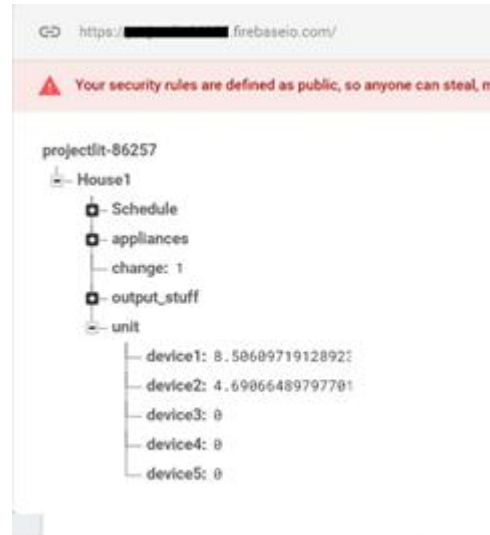 https:/ .firebaseio.com/
Your security rules are defined as public, so anyone can steal, m
projectlit-86257
House1
Schedule
appliances
change: 1
output_stuff
unit
device1: 8.50609719128923
device2: 4.69066489797701
device3: 0
device4: 0
device5: 0